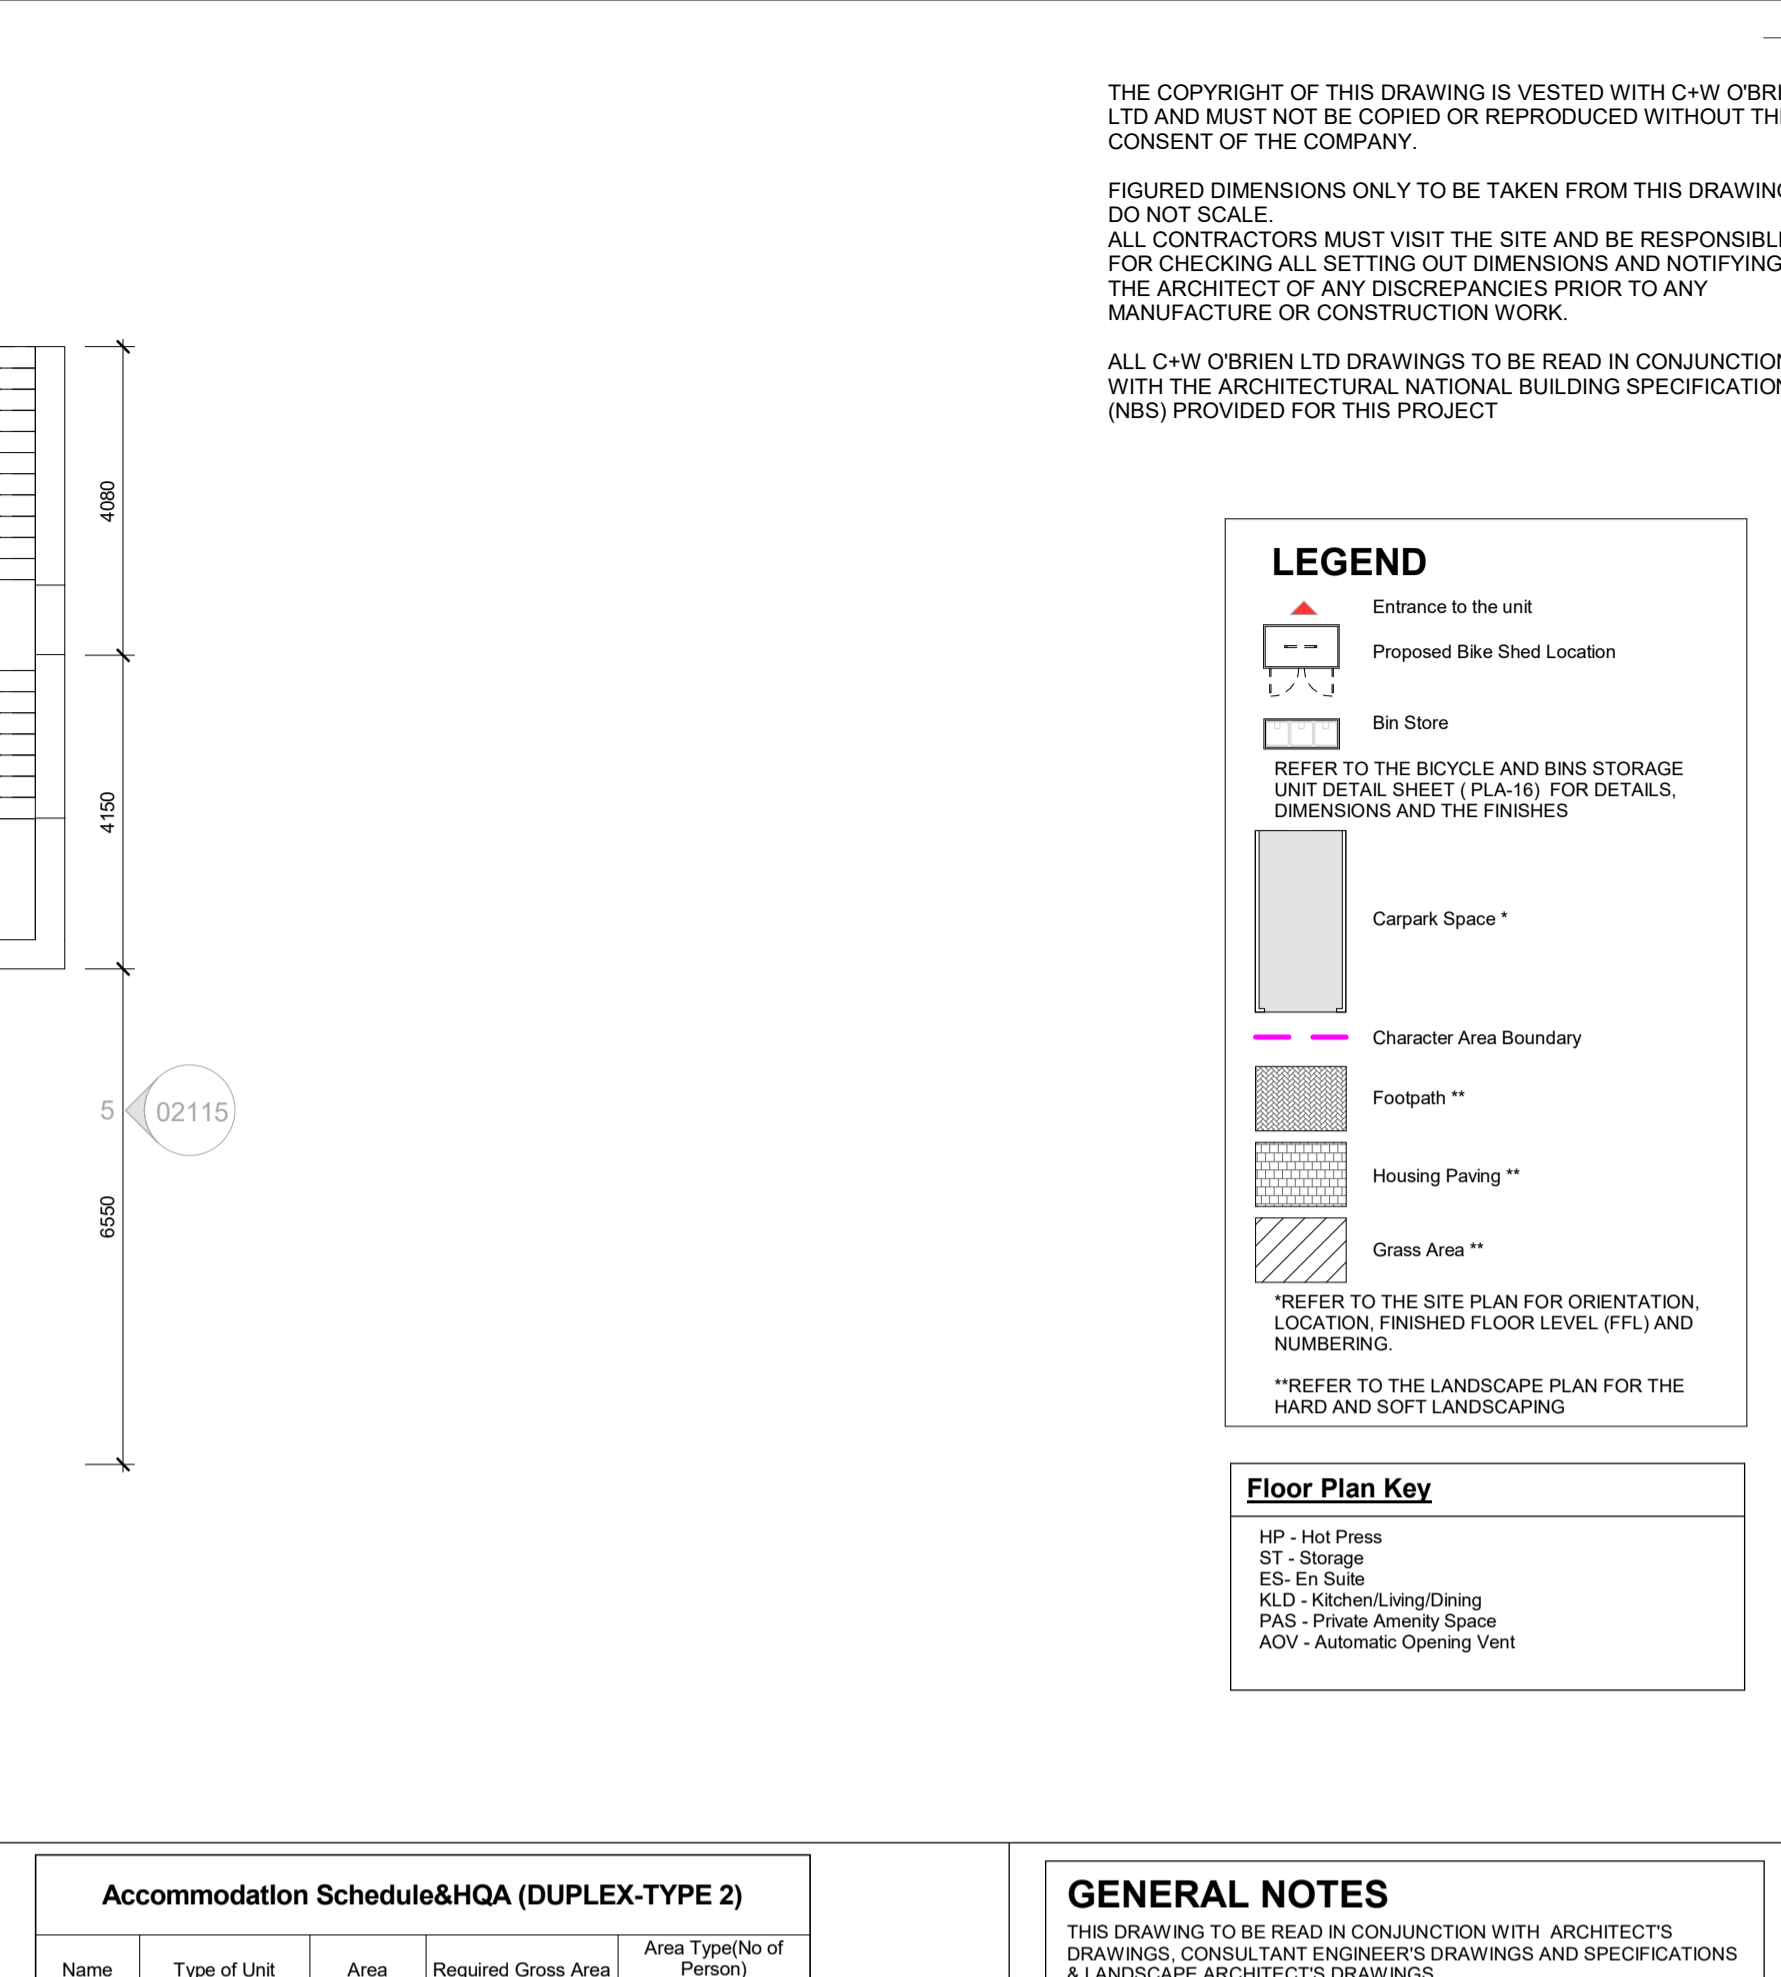 THE COPYRIGHT OF THIS DRAWING IS VESTED WITH C+W O'BRI
LTD AND MUST NOT BE COPIED OR REPRODUCED WITHOUT TH
CONSENT OF THE COMPANY.
FIGURED DIMENSIONS ONLY TO BE TAKEN FROM THIS DRAWING
DO NOT SCALE.
ALL CONTRACTORS MUST VISIT THE SITE AND BE RESPONSIBLE
FOR CHECKING ALL SETTING OUT DIMENSIONS AND NOTIFYING
THE ARCHITECT OF ANY DISCREPANCIES PRIOR TO ANY
MANUFACTURE OR CONSTRUCTION WORK.
ALL C+W O'BRIEN LTD DRAWINGS TO BE READ IN CONJUNCTION
WITH THE ARCHITECTURAL NATIONAL BUILDING SPECIFICATION
(NBS) PROVIDED FOR THIS PROJECT
4080
4150
5
02115
6550
LEGEND
Entrance to the unit
Proposed Bike Shed Location
Bin Store
REFER TO THE BICYCLE AND BINS STORAGE
UNIT DETAIL SHEET ( PLA-16) FOR DETAILS,
DIMENSIONS AND THE FINISHES
Carpark Space *
Character Area Boundary
Footpath **
Housing Paving **
Grass Area **
*REFER TO THE SITE PLAN FOR ORIENTATION,
LOCATION, FINISHED FLOOR LEVEL (FFL) AND
NUMBERING.
**REFER TO THE LANDSCAPE PLAN FOR THE
HARD AND SOFT LANDSCAPING
Floor Plan Key
HP - Hot Press
ST - Storage
ES- En Suite
KLD - Kitchen/Living/Dining
PAS - Private Amenity Space
AOV - Automatic Opening Vent
Accommodation Schedule&HQA (DUPLEX-TYPE 2)
Name
Type of Unit
Area
Required Gross Area
Area Type(No of
Person)
GENERAL NOTES
THIS DRAWING TO BE READ IN CONJUNCTION WITH ARCHITECT'S
DRAWINGS, CONSULTANT ENGINEER'S DRAWINGS AND SPECIFICATIONS
& LANDSCAPE ARCHITECT'S DRAWINGS